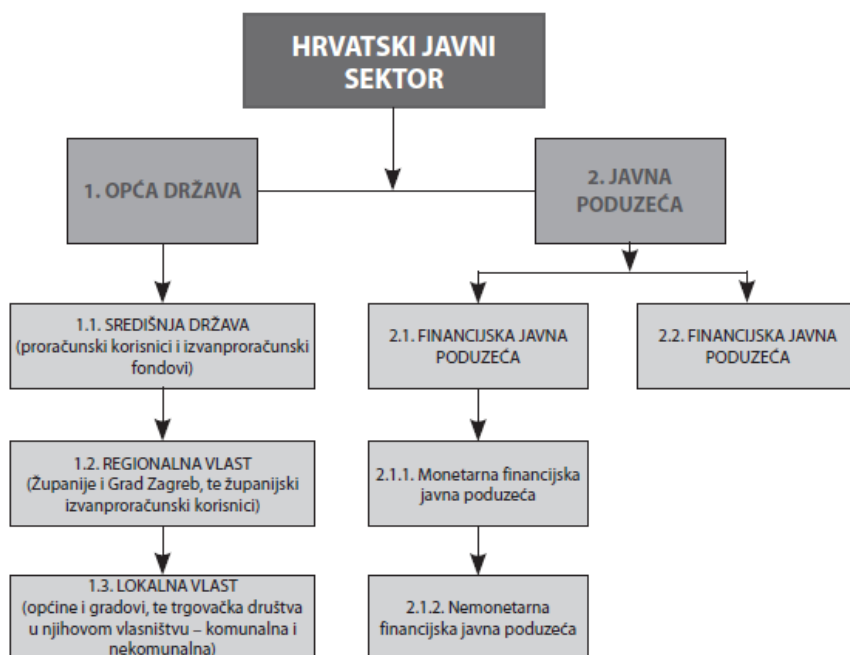 HRVATSKI JAVNI
SEKTOR
1. OPĆA DRŽAVA
2. JAVNA
PODUZEĆA
1.1. SREDIŠNJA DRŽAVA
(proračunski korisnici i izvanproračunski
fondovi)
2.1. FINANCIJSKA JAVNA
PODUZEĆA
2.2. FINANCIJSKA JAVNA
PODUZEĆA
1.2. REGIONALNA VLAST
(Županije i Grad Zagreb, te županijski
izvanproračunski korisnici)
2.1.1. Monetarna financijska
javna poduzeća
1.3. LOKALNA VLAST
(općine i gradovi, te trgovačka društva
u njihovom vlasništvu – komunalna i
nekomunalna)
2.1.2. Nemonetarna
financijska javna poduzeća